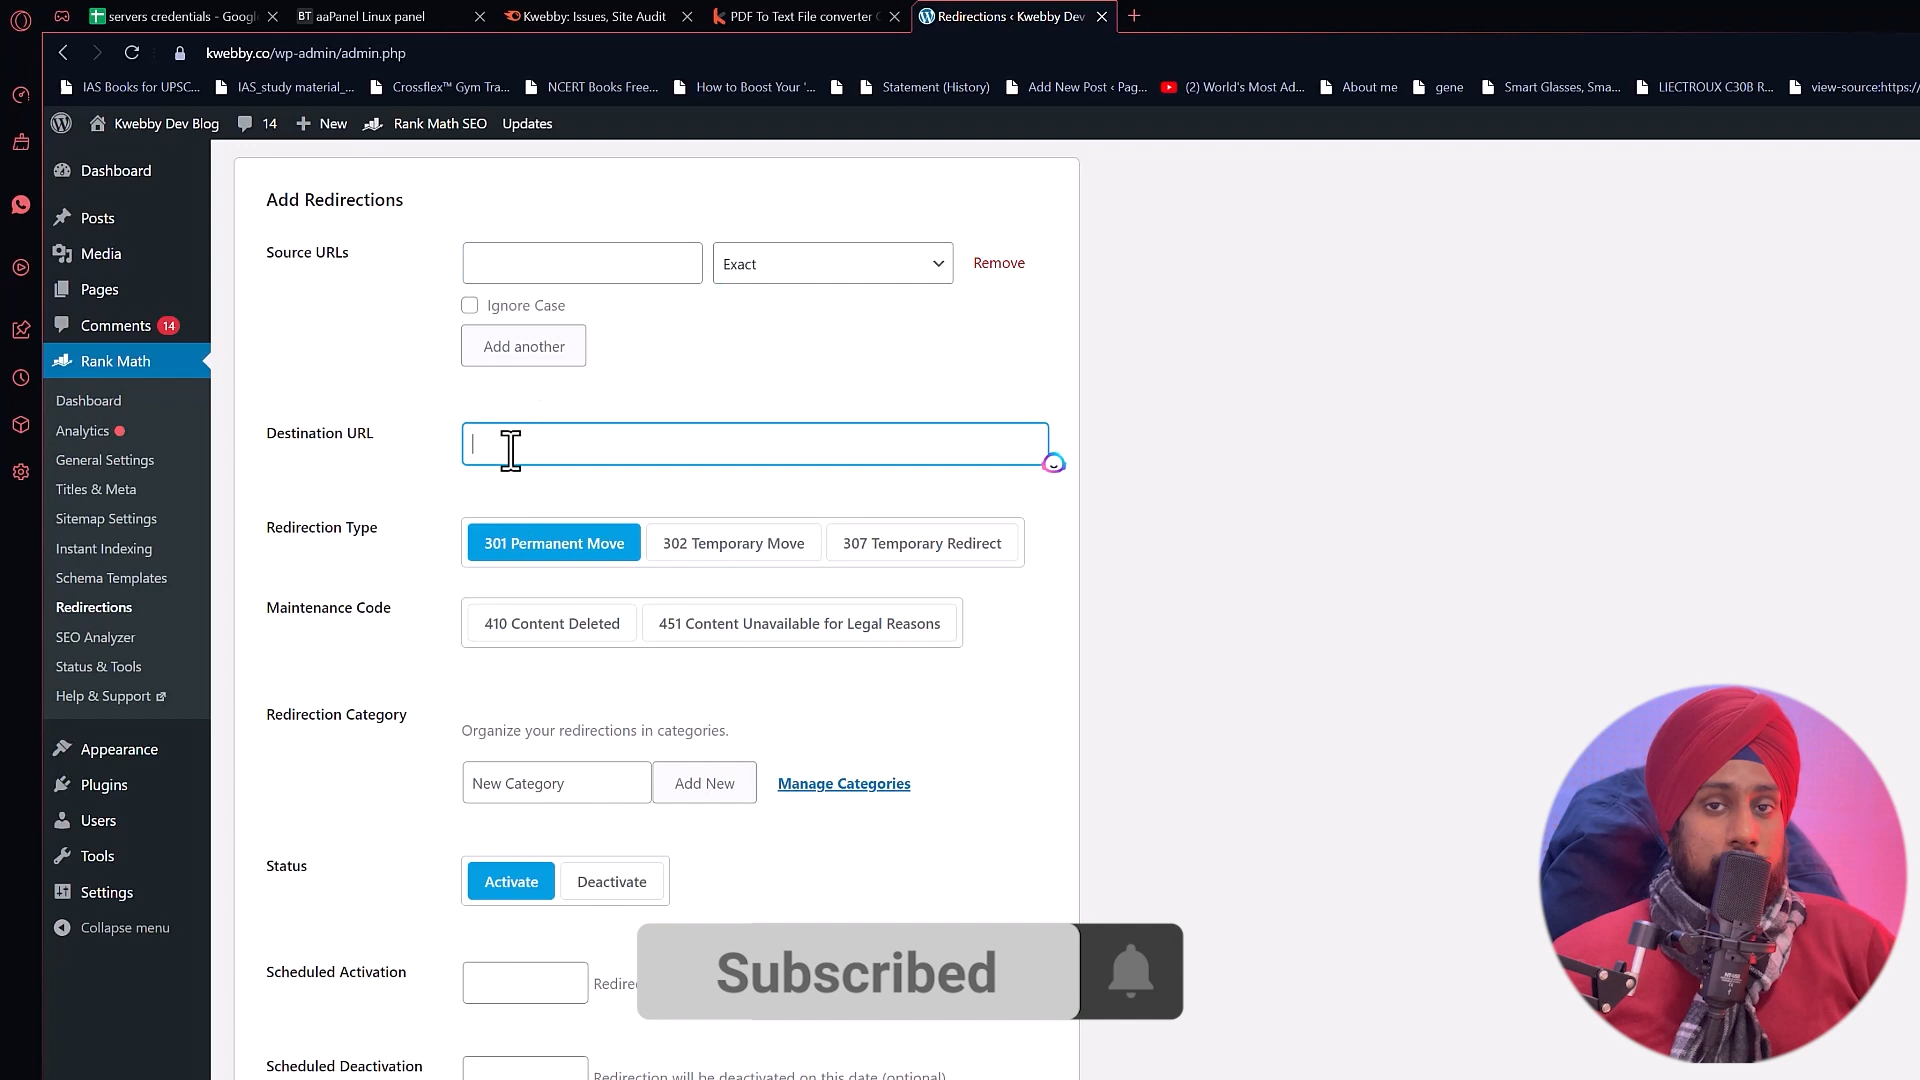 servers credentials - Googl
aaPanel Linux panel
Kwebby: Issues, Site Audit
PDF To Text File converter
Redirections ‹ Kwebby Dev
kwebby.co/wp-admin/admin.php
IAS Books for UPSC...
IAS_study material_...
Crossflex™ Gym Tra...
NCERT Books Free...
How to Boost Your '...
Statement (History)
Add New Post ‹ Pag...
(2) World's Most Ad...
About me
gene
Smart Glasses, Sma...
LIECTROUX C30B R...
view-source:https:/
Kwebby Dev Blog
14
New
Rank Math SEO
Updates
Dashboard
Posts
Media
Pages
Comments 14
Rank Math
Dashboard
Analytics
General Settings
Titles & Meta
Sitemap Settings
Instant Indexing
Schema Templates
Redirections
SEO Analyzer
Status & Tools
Help & Support
Appearance
Plugins
Users
Tools
Settings
Collapse menu
Add Redirections
Source URLs
Exact
Remove
Ignore Case
Add another
Destination URL
Redirection Type
301 Permanent Move
302 Temporary Move
307 Temporary Redirect
Maintenance Code
410 Content Deleted
451 Content Unavailable for Legal Reasons
Redirection Category
Organize your redirections in categories.
New Category
Add New
Manage Categories
Status
Activate
Deactivate
Scheduled Activation
Redire
Subscribed
Scheduled Deactivation
Redirection will be deactivated on this date (optional)